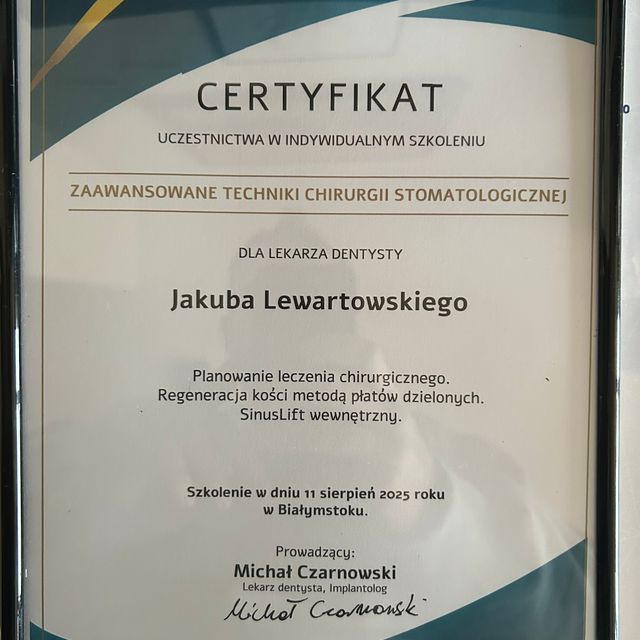 CERTYFIKAT
UCZESTNICTWA W INDYWIDUALNYM SZKOLENIU
ZAAWANSOWANE TECHNIKI CHIRURGII STOMATOLOGICZNEJ
DLA LEKARZA DENTYSTY
Jakuba Lewartowskiego
Planowanie leczenia chirurgicznego.
Regeneracja kości metodą płatów dzielonych.
SinusLift wewnętrzny.
Szkolenie w dniu 11 sierpień 2025 roku
w Białymstoku.
Prowadzący:
Michał Czarnowski
Lekarz dentysta, Implantolog
Michał Czarnowski